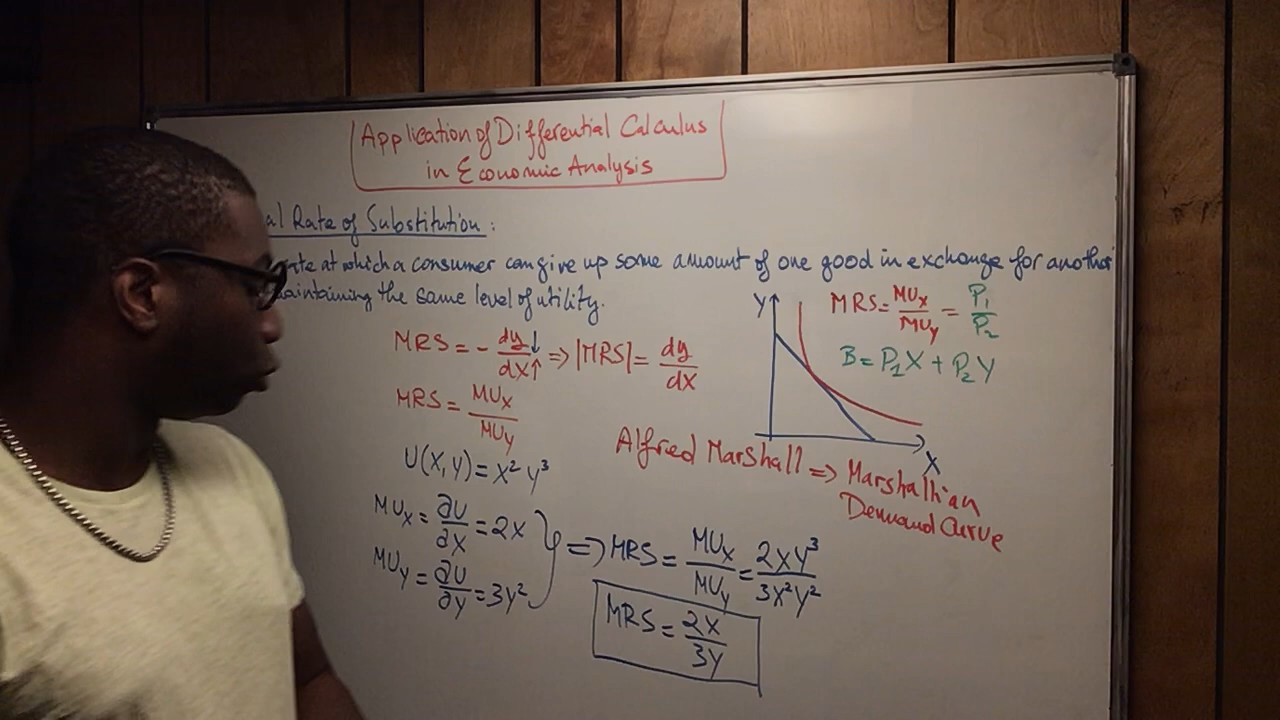 Application of Differential Calculus
in Economic Analysis
al Rate of Substitution:
ate at which a consumer can give up some amount of one good in exchange for another
aintaining the same level of utility.
MRS = - dy↓/dX↑ => |MRS| = dy/dX
MRS = MUX/MUY
U(X,Y) = X² Y³
MUX = ∂U/∂X = 2X
MUY = ∂U/∂Y = 3Y²
=> MRS = MUX/MUY = 2XY³/3X²Y²
MRS = 2X/3Y
Y
X
MRS = MUX/MUY = P1/P2
B = P1X + P2Y
Alfred Marshall => Marshallian
Demand Curve